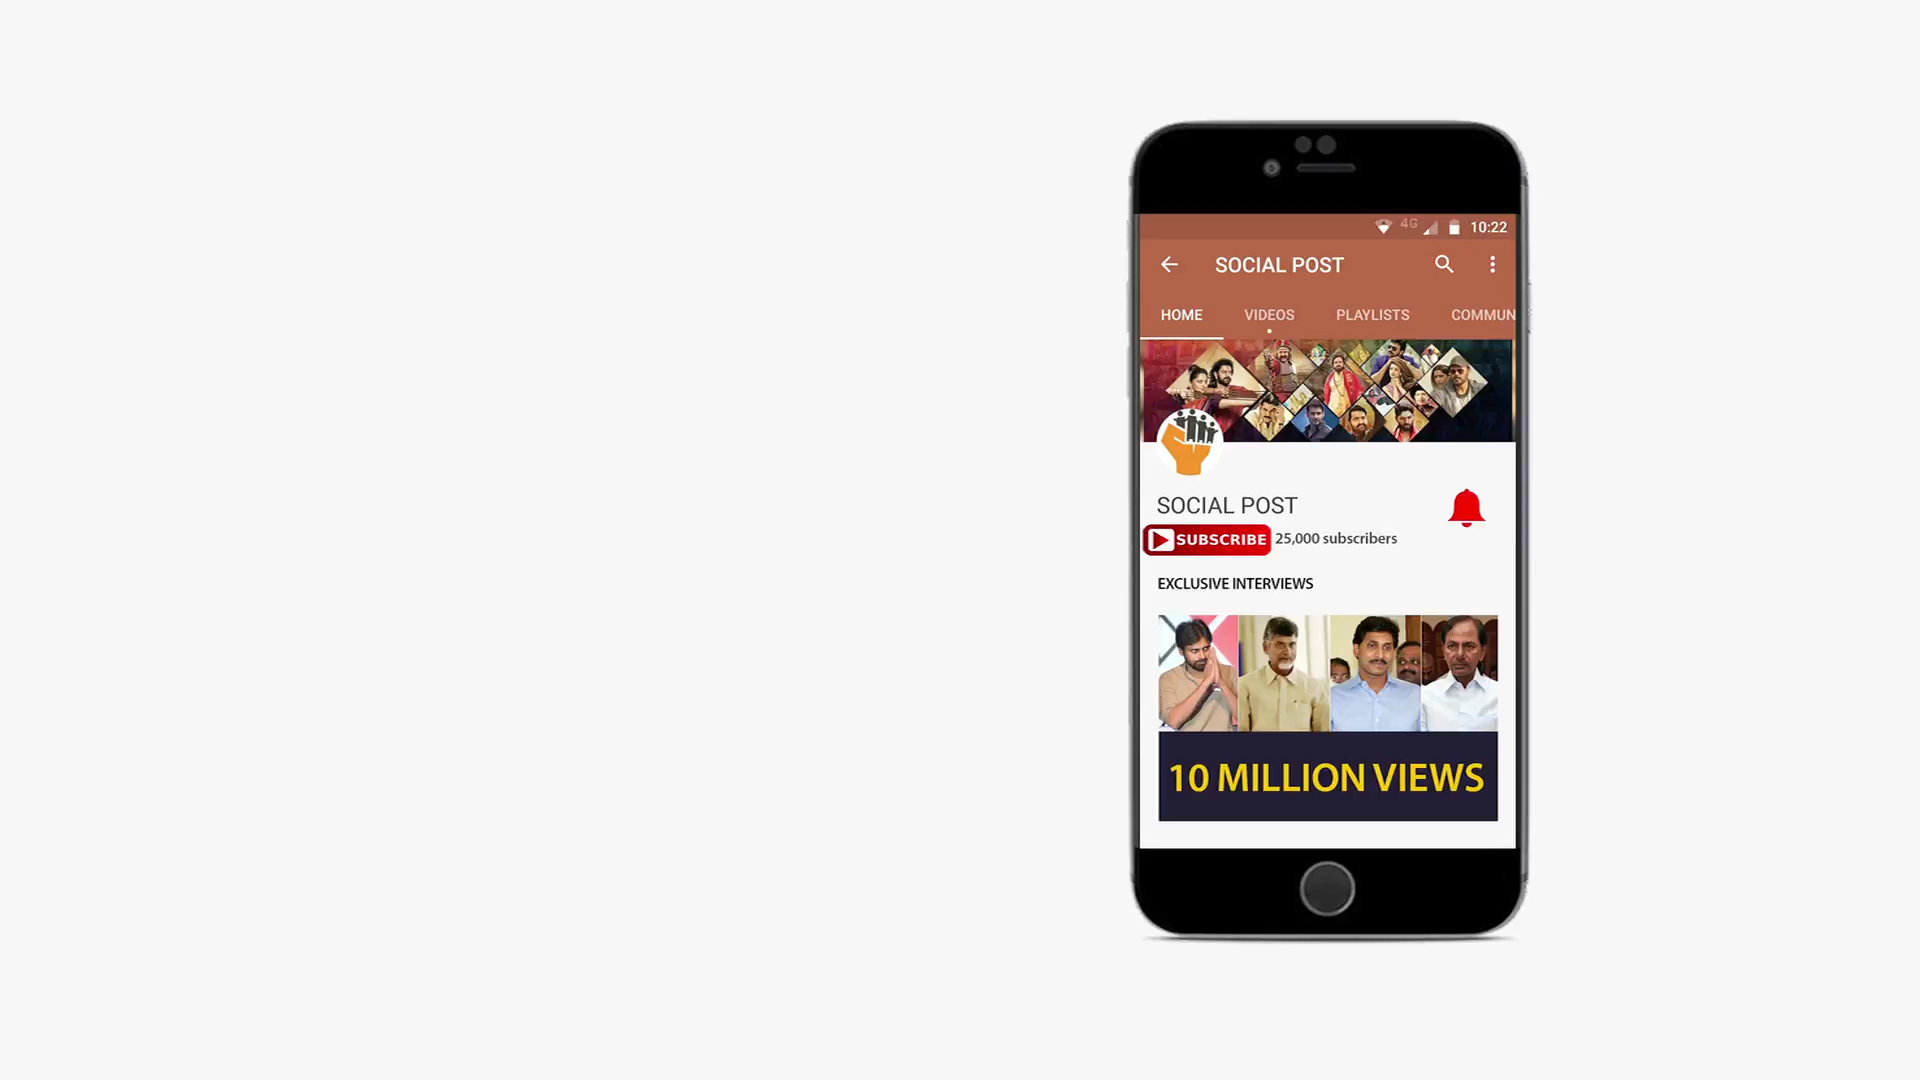 4G 10:22
SOCIAL POST
HOME VIDEOS PLAYLISTS COMMUN
SOCIAL POST
SUBSCRIBE 25,000 subscribers
EXCLUSIVE INTERVIEWS
10 MILLION VIEWS